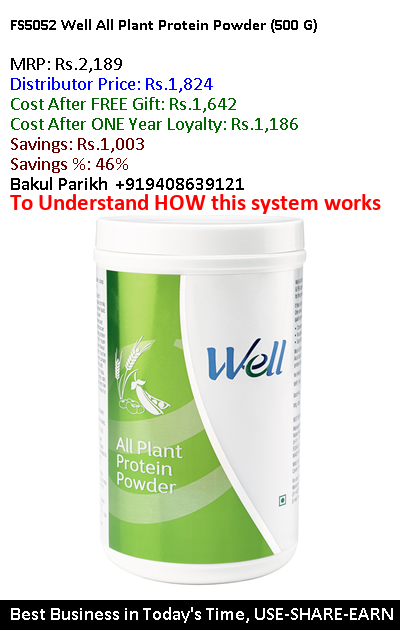 FS5052 Well All Plant Protein Powder (500 G)
MRP: Rs.2,189
Distributor Price: Rs.1,824
Cost After FREE Gift: Rs.1,642
Cost After ONE Year Loyalty: Rs.1,186
Savings: Rs.1,003
Savings %: 46%
Bakul Parikh +919408639121
To Understand HOW this system works
Well
All Plant
Protein
Powder
Best Business in Today's Time, USE-SHARE-EARN